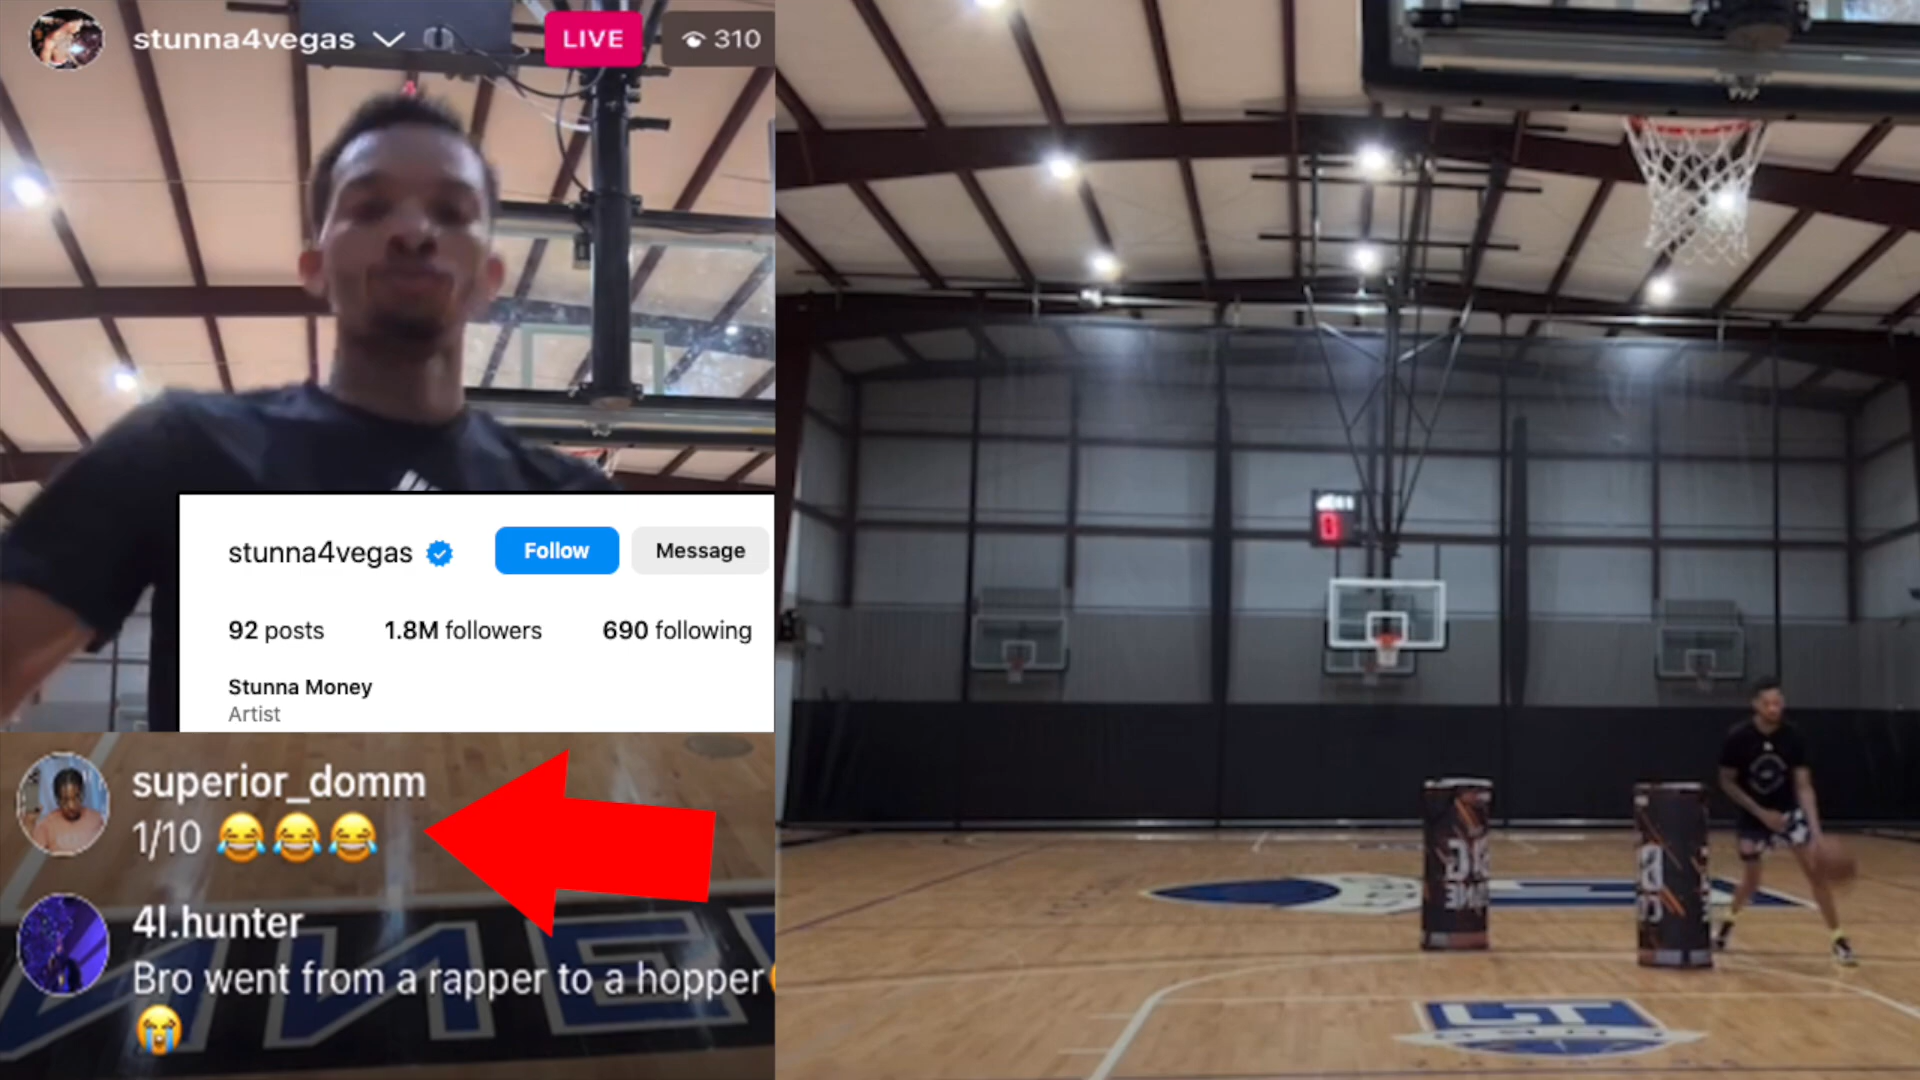 stunna4vegas
LIVE
310
stunna4vegas
Follow
Message
92 posts
1.8M followers
690 following
Stunna Money
Artist
superior_domm
1/10 😂😂😂
4l.hunter
Bro went from a rapper to a hopper
😭
0